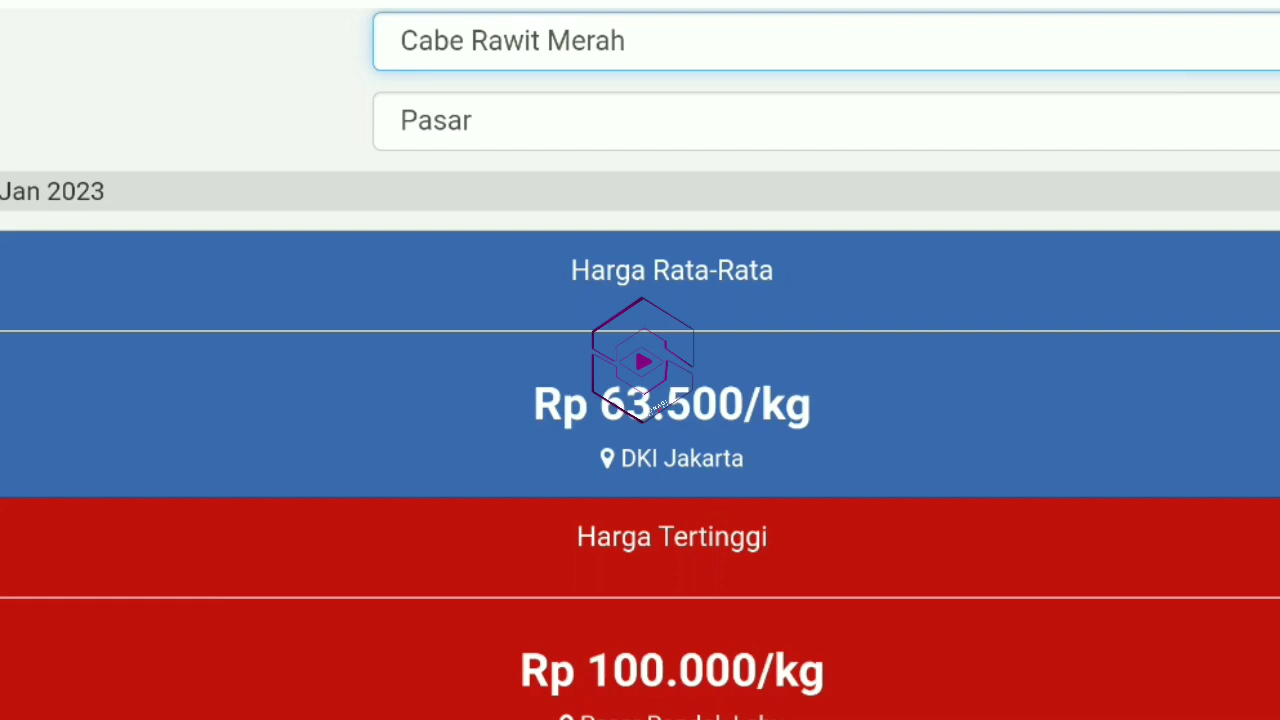 Cabe Rawit Merah
Pasar
Jan 2023
Harga Rata-Rata
Rp 63.500/kg
DKI Jakarta
Harga Tertinggi
Rp 100.000/kg